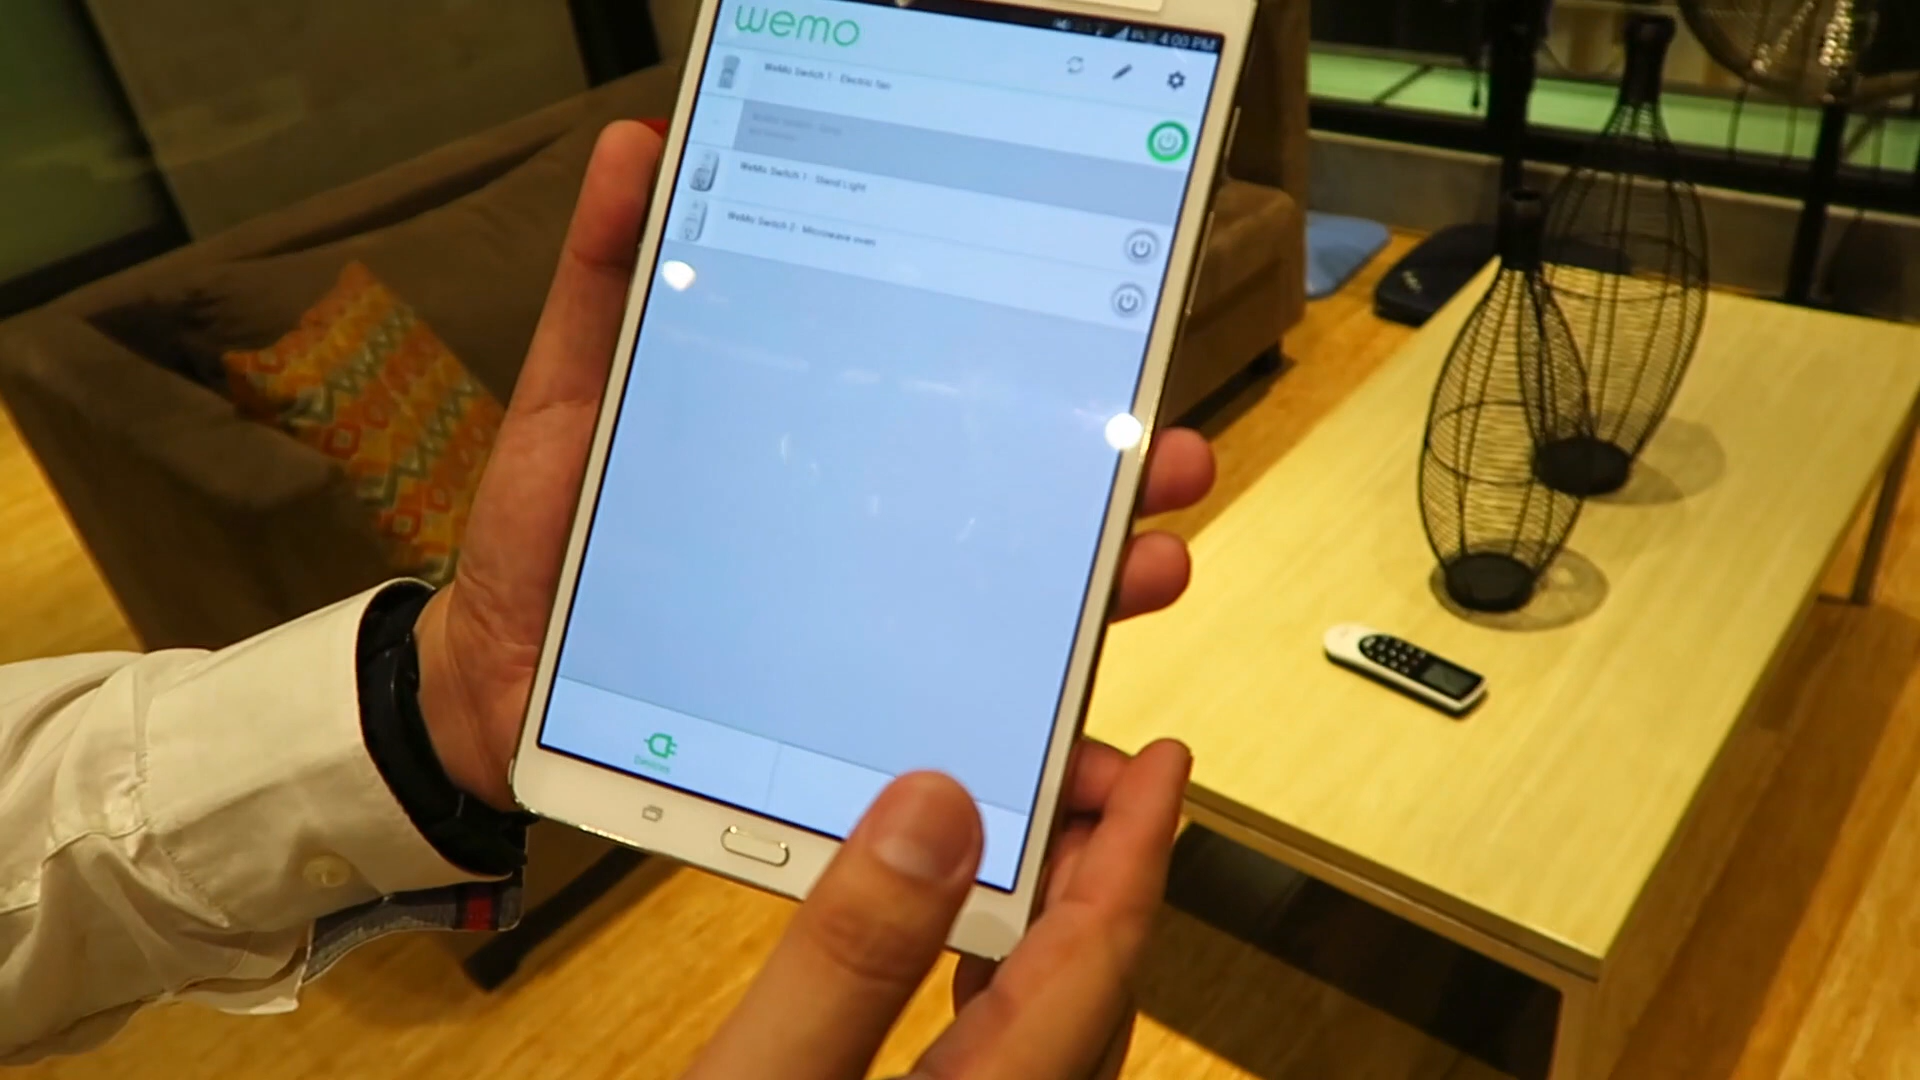 wemo
4:00 PM
WeMo Switch 1 - Electric fan
WeMo Switch 1 - Stand Light
WeMo Switch 2 - Microwave oven
Devices